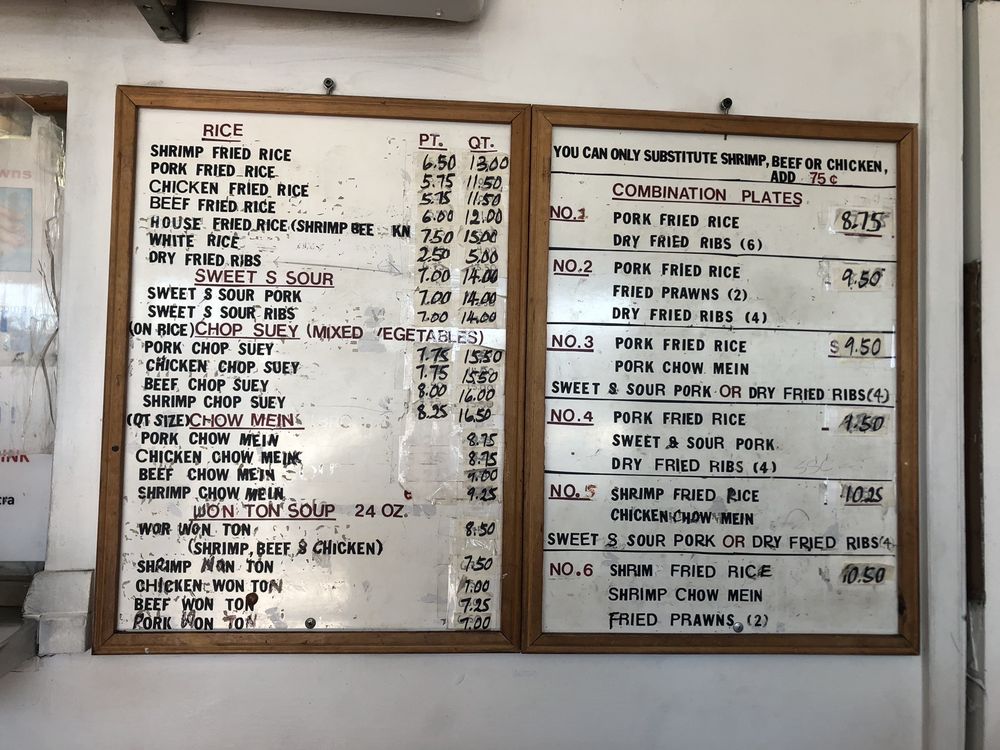 RICE PT. QT.
SHRIMP FRIED RICE 6.50 13.00
PORK FRIED RICE 5.75 11.50
CHICKEN FRIED RICE 5.75 11.50
BEEF FRIED RICE 6.00 12.00
HOUSE FRIED RICE (SHRIMP BEE KN 7.50 15.00
WHITE RICE 2.50 5.00
DRY FRIED RIBS 7.00 14.00
SWEET & SOUR
SWEET & SOUR PORK 7.00 14.00
SWEET & SOUR RIBS 7.00 14.00
(ON RICE) CHOP SUEY (MIXED VEGETABLES)
PORK CHOP SUEY 7.75 15.50
CHICKEN CHOP SUEY 7.75 15.50
BEEF CHOP SUEY 8.00 16.00
SHRIMP CHOP SUEY 8.25 16.50
(QT SIZE) CHOW MEIN
PORK CHOW MEIN 8.75
CHICKEN CHOW MEIN 8.75
BEEF CHOW MEIN 9.00
SHRIMP CHOW MEIN 9.25
WON TON SOUP 24 OZ.
WOR WON TON 8.50
(SHRIMP, BEEF & CHICKEN)
SHRIMP WON TON 7.50
CHICKEN WON TON 7.00
BEEF WON TON 7.25
PORK WON TON 7.00
YOU CAN ONLY SUBSTITUTE SHRIMP, BEEF OR CHICKEN,
ADD 75¢
COMBINATION PLATES
NO.1 PORK FRIED RICE 8.75
DRY FRIED RIBS (6)
NO.2 PORK FRIED RICE 9.50
FRIED PRAWNS (2)
DRY FRIED RIBS (4)
NO.3 PORK FRIED RICE $9.50
PORK CHOW MEIN
SWEET & SOUR PORK OR DRY FRIED RIBS(4)
NO.4 PORK FRIED RICE 9.50
SWEET & SOUR PORK
DRY FRIED RIBS (4)
NO.5 SHRIMP FRIED RICE 10.25
CHICKEN CHOW MEIN
SWEET & SOUR PORK OR DRY FRIED RIBS 4
NO.6 SHRIM FRIED RICE 10.50
SHRIMP CHOW MEIN
FRIED PRAWNS (2)